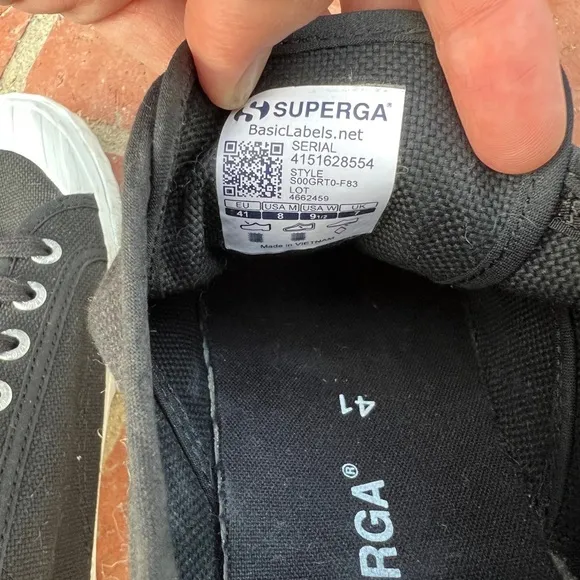 SUPERGA
BasicLabels.net
SERIAL
4151628554
STYLE
S00GRT0-F83
LOT
4662459
EU USA M USA W UK
41 8 9 1/2 7
Made in VIETNAM
41
RGA®